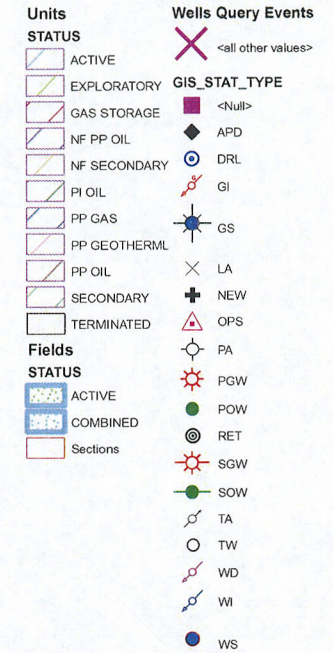 Units
STATUS
ACTIVE
EXPLORATORY
GAS STORAGE
NF PP OIL
NF SECONDARY
PI OIL
PP GAS
PP GEOTHERML
PP OIL
SECONDARY
TERMINATED
Fields
STATUS
ACTIVE
COMBINED
Sections
Wells Query Events
<all other values>
GIS_STAT_TYPE
<Null>
APD
DRL
GI
GS
LA
NEW
OPS
PA
PGW
POW
RET
SGW
SOW
TA
TW
WD
WI
WS